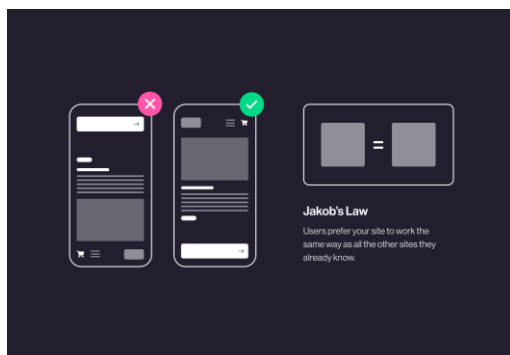 =
Jakob's Law
Users prefer your site to work the
same way as all the other sites they
already know.